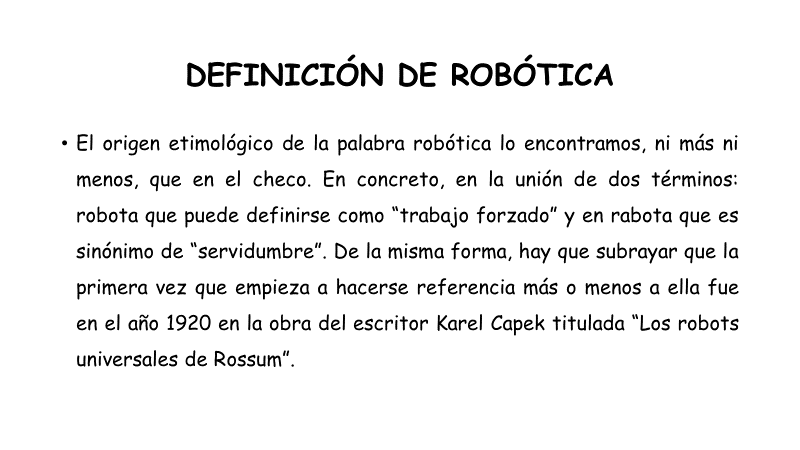 DEFINICIÓN DE ROBÓTICA
• El origen etimológico de la palabra robótica lo encontramos, ni más ni
menos, que en el checo. En concreto, en la unión de dos términos:
robota que puede definirse como “trabajo forzado” y en rabota que es
sinónimo de “servidumbre”. De la misma forma, hay que subrayar que la
primera vez que empieza a hacerse referencia más o menos a ella fue
en el año 1920 en la obra del escritor Karel Capek titulada “Los robots
universales de Rossum”.